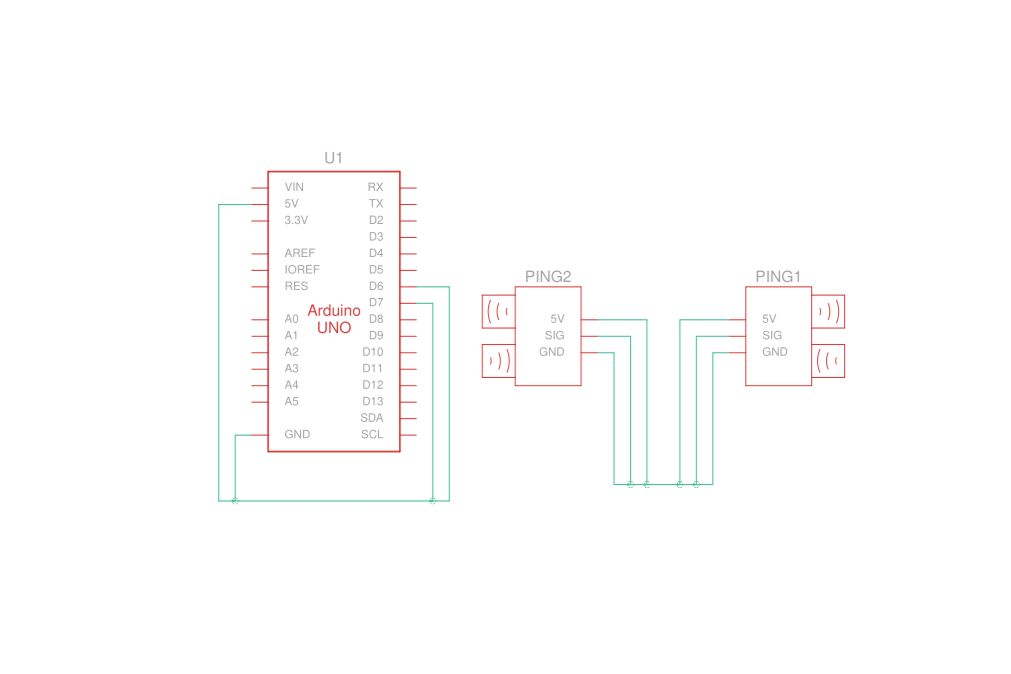 U1
VIN
5V
3.3V
AREF
IOREF
RES
A0
A1
A2
A3
A4
A5
GND
Arduino
UNO
RX
TX
D2
D3
D4
D5
D6
D7
D8
D9
D10
D11
D12
D13
SDA
SCL
PING2
5V
SIG
GND
PING1
5V
SIG
GND